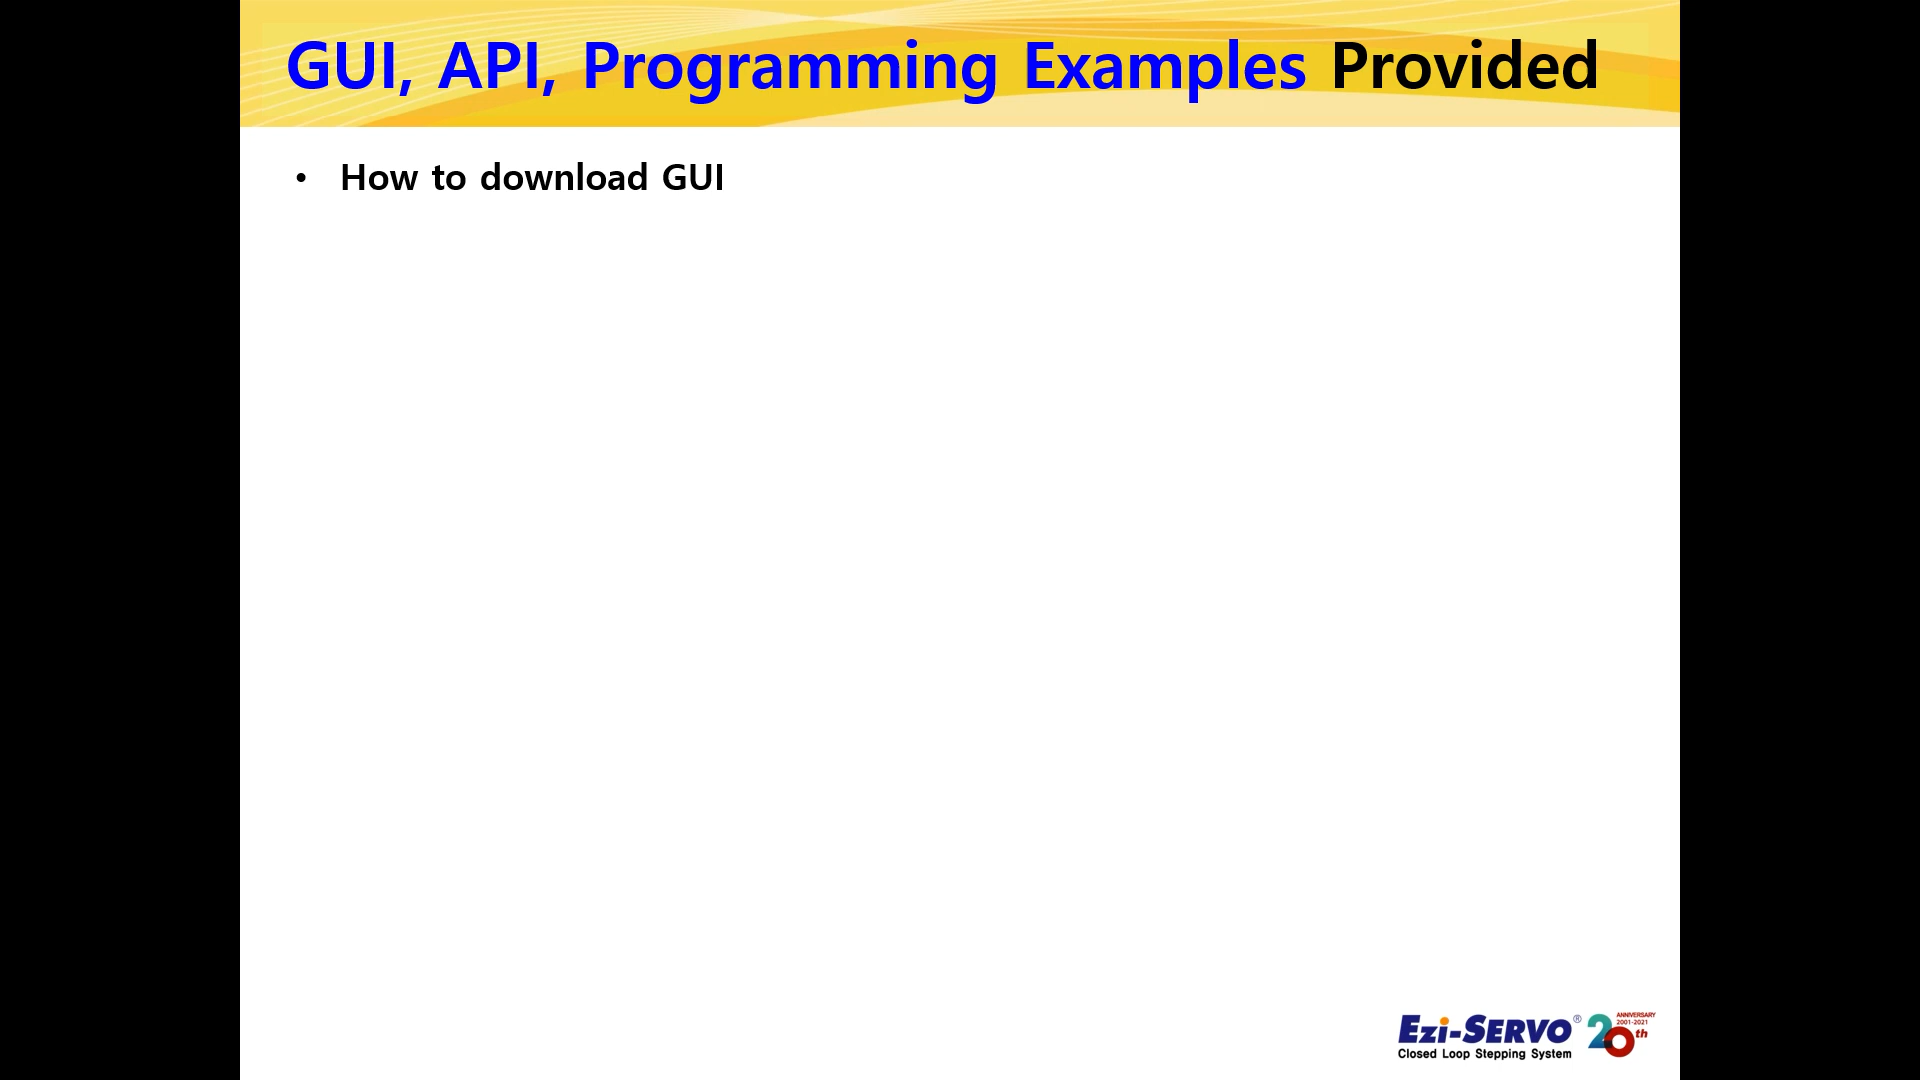 GUI, API, Programming Examples Provided
• How to download GUI
Ezi-SERVO®
Closed Loop Stepping System
20th
ANNIVERSARY
2001-2021